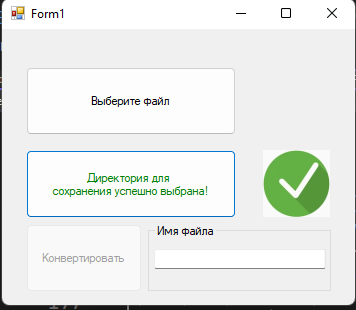 Form1
Выберите файл
Директория для
сохранения успешно выбрана!
Конвертировать
Имя файла